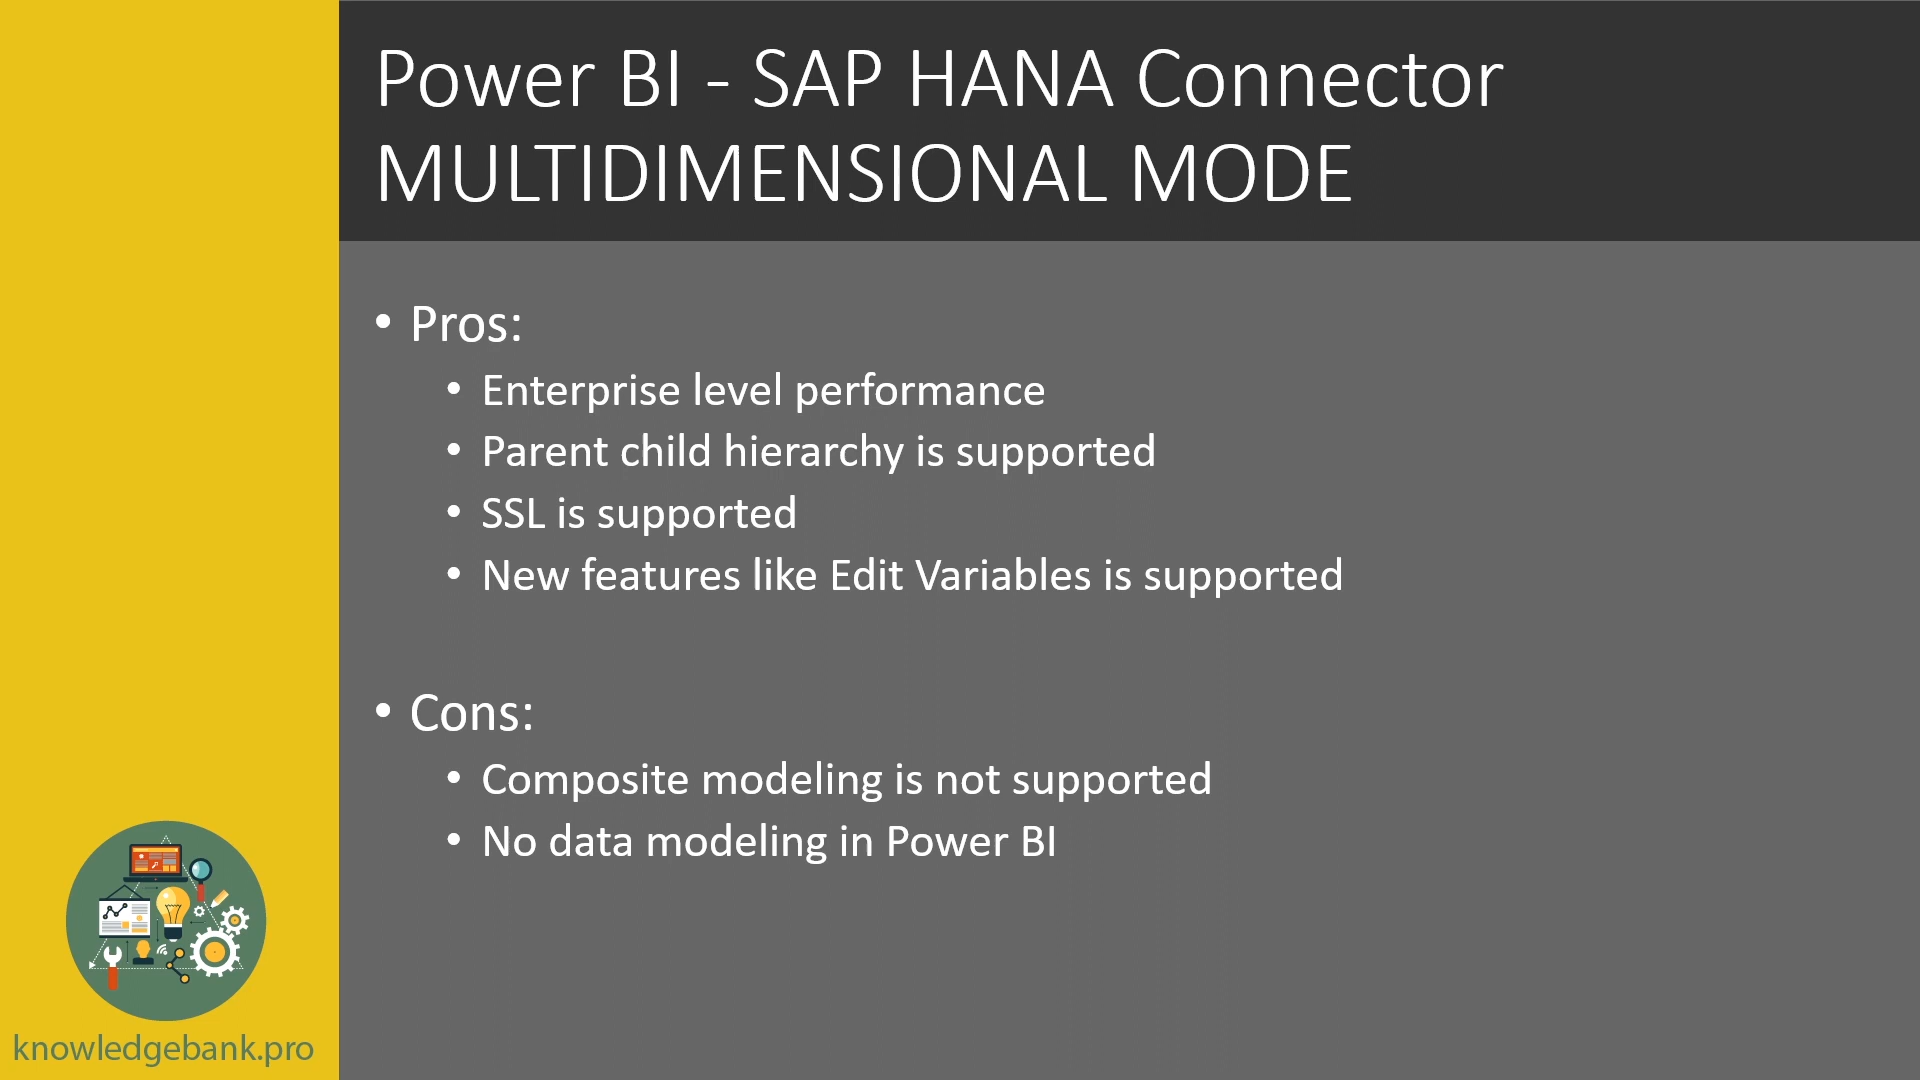 Power BI - SAP HANA Connector
MULTIDIMENSIONAL MODE
• Pros:
• Enterprise level performance
• Parent child hierarchy is supported
• SSL is supported
• New features like Edit Variables is supported
• Cons:
• Composite modeling is not supported
• No data modeling in Power BI
knowledgebank.pro